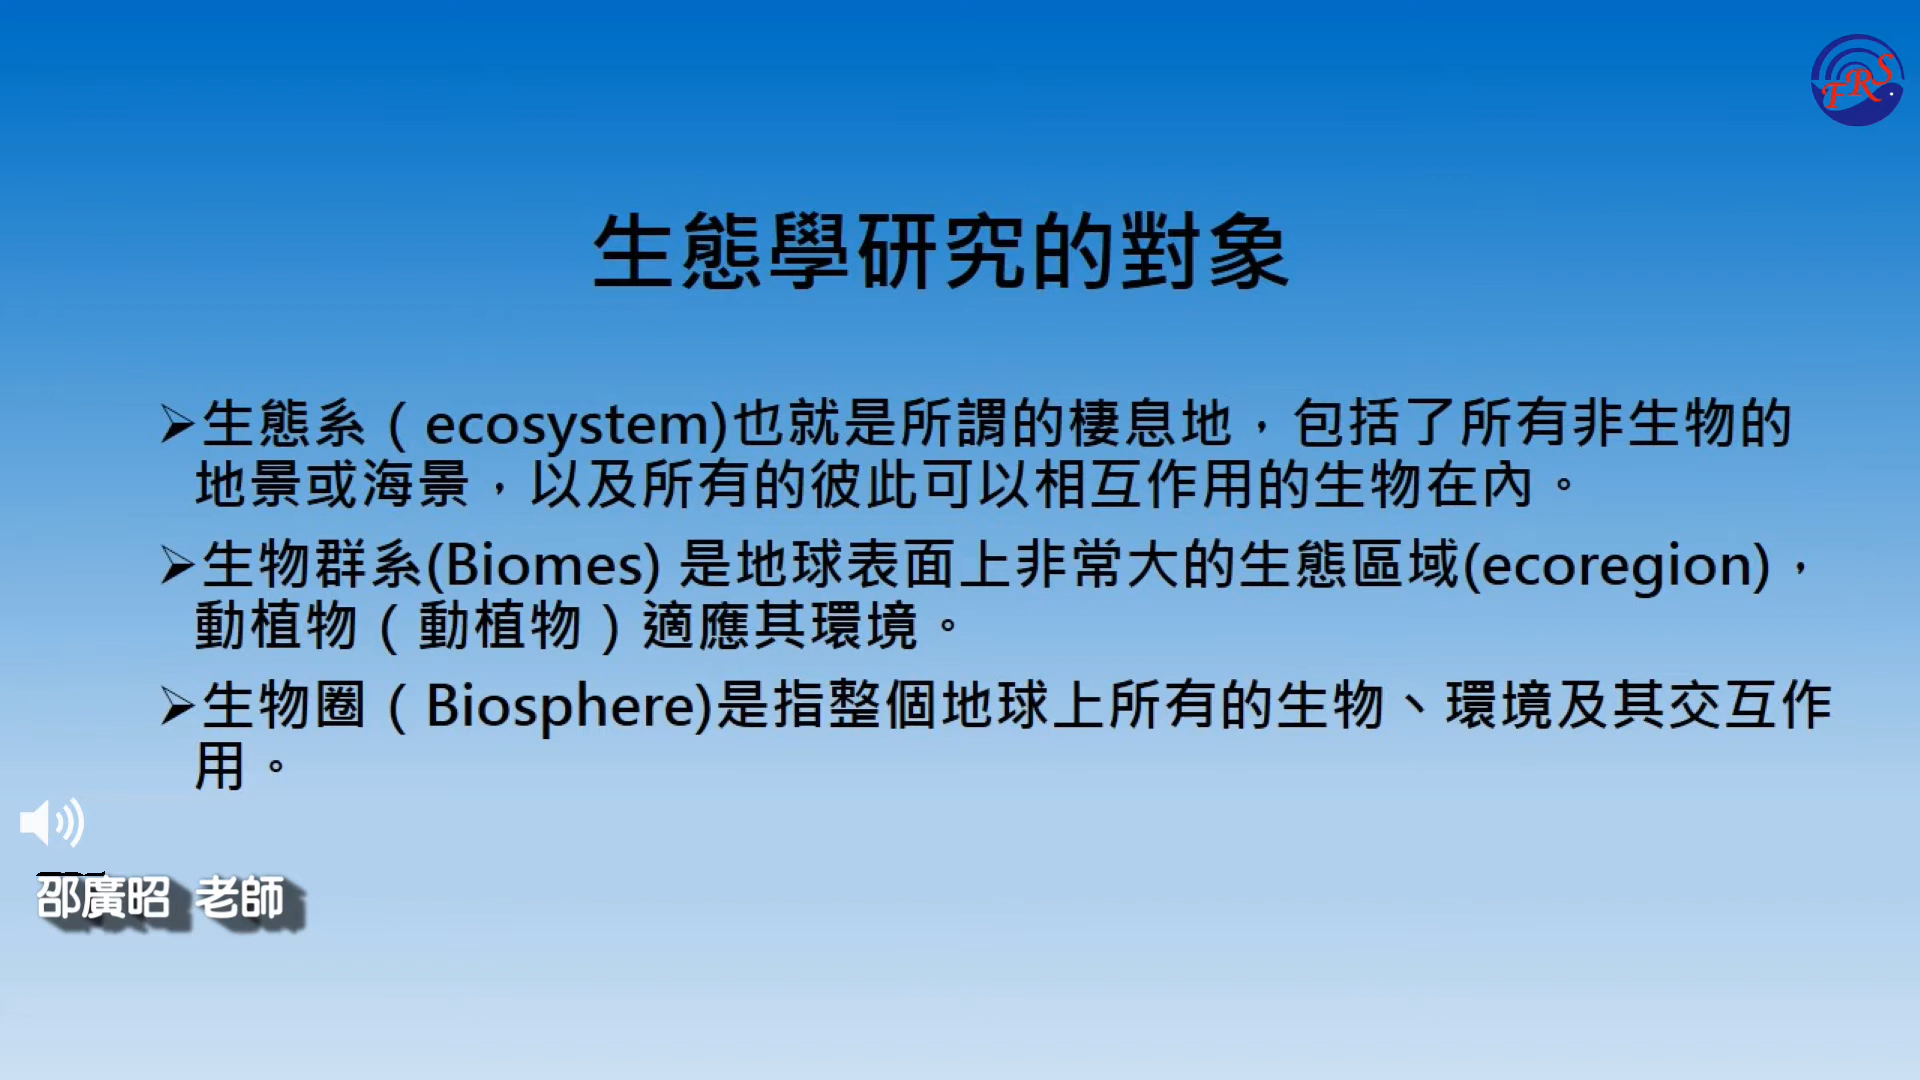 FRS
生態學研究的對象
➢生態系（ecosystem)也就是所謂的棲息地，包括了所有非生物的
地景或海景，以及所有的彼此可以相互作用的生物在內。
➢生物群系(Biomes) 是地球表面上非常大的生態區域(ecoregion)，
動植物（動植物）適應其環境。
➢生物圈（Biosphere)是指整個地球上所有的生物、環境及其交互作
用。
邵廣昭 老師